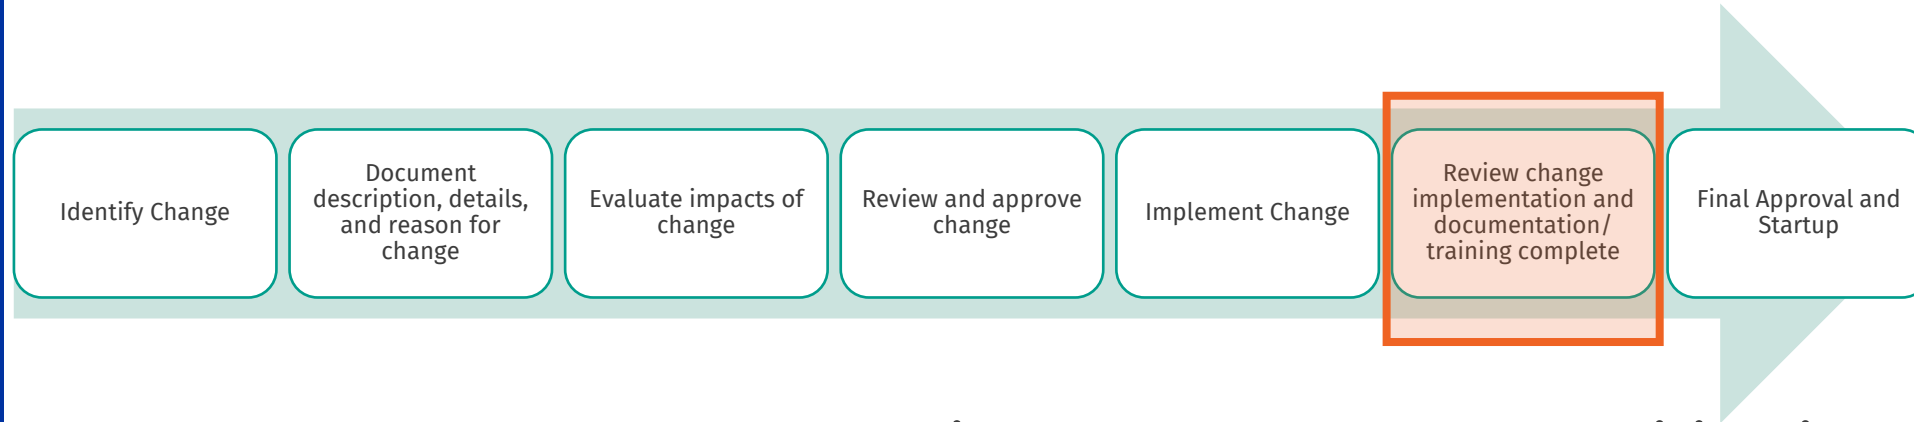 Identify Change
Document
description, details,
and reason for
change
Evaluate impacts of
change
Review and approve
change
Implement Change
Review change
implementation and
documentation/
training complete
Final Approval and
Startup